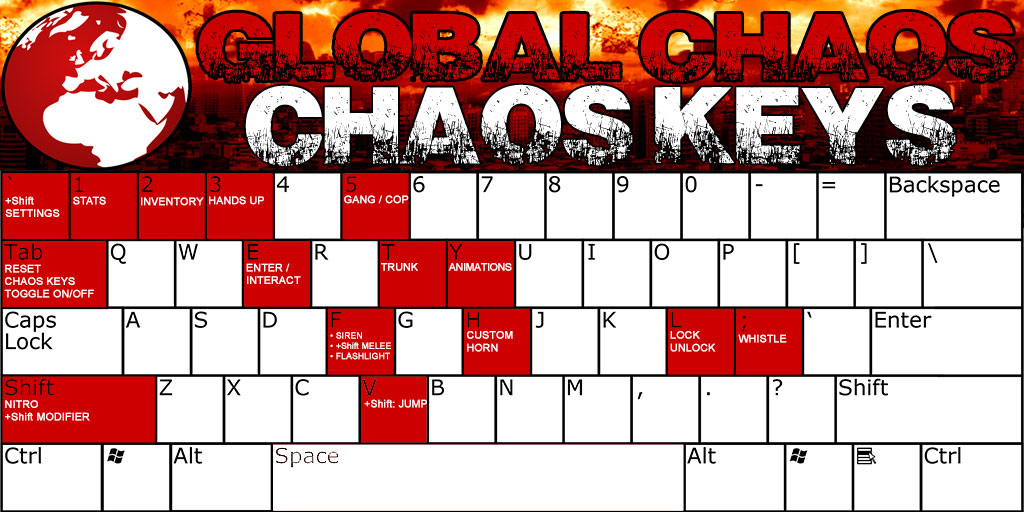 GLOBAL CHAOS
CHAOS KEYS
` 1 2 3 4 5 6 7 8 9 0 - = Backspace
+Shift
SETTINGS
STATS
INVENTORY
HANDS UP
GANG / COP
Tab Q W E R T Y U I O P [ ] \
RESET
CHAOS KEYS
TOGGLE ON/OFF
ENTER /
INTERACT
TRUNK
ANIMATIONS
Caps
Lock
A S D F G H J K L ; ‘ Enter
• SIREN
• +Shift MELEE
• FLASHLIGHT
CUSTOM
HORN
LOCK
UNLOCK
WHISTLE
Shift Z X C V B N M , . ? Shift
NITRO
+Shift MODIFIER
+Shift: JUMP
Ctrl Alt Space Alt Ctrl